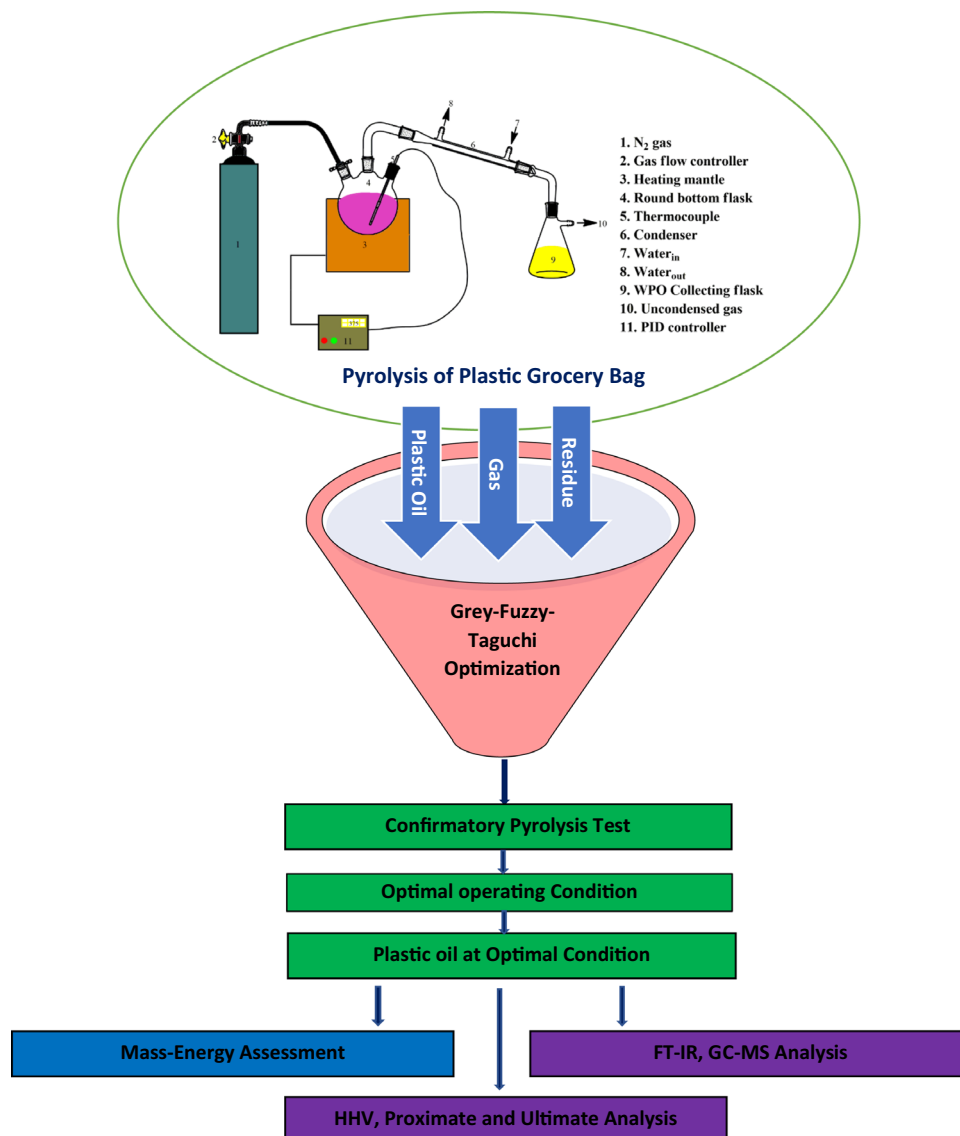 8
7
2
6
5
4
1
3
10
9
375
11
1. N₂ gas
2. Gas flow controller
3. Heating mantle
4. Round bottom flask
5. Thermocouple
6. Condenser
7. Water_in
8. Water_out
9. WPO Collecting flask
10. Uncondensed gas
11. PID controller
Pyrolysis of Plastic Grocery Bag
Plastic Oil
Gas
Residue
Grey-Fuzzy-
Taguchi
Optimization
Confirmatory Pyrolysis Test
Optimal operating Condition
Plastic oil at Optimal Condition
Mass-Energy Assessment
FT-IR, GC-MS Analysis
HHV, Proximate and Ultimate Analysis